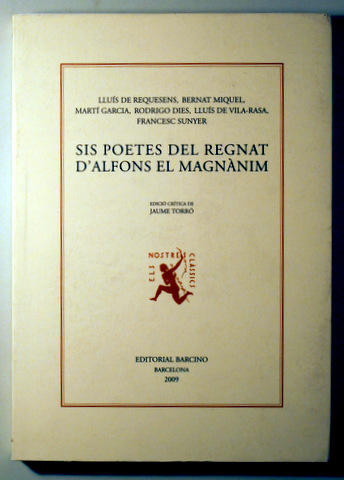 LLUÍS DE REQUESENS, BERNAT MIQUEL,
MARTÍ GARCIA, RODRIGO DIES, LLUÍS DE VILA-RASA,
FRANCESC SUNYER
SIS POETES DEL REGNAT
D'ALFONS EL MAGNÀNIM
EDICIÓ CRÍTICA DE
JAUME TORRÓ
ELS NOSTRES CLÀSSICS
EDITORIAL BARCINO
BARCELONA
2009